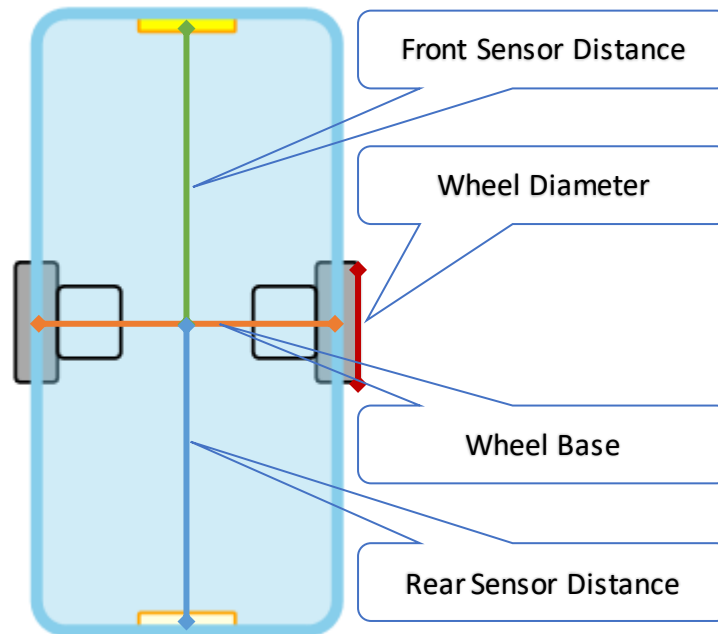 Front Sensor Distance
Wheel Diameter
Wheel Base
Rear Sensor Distance